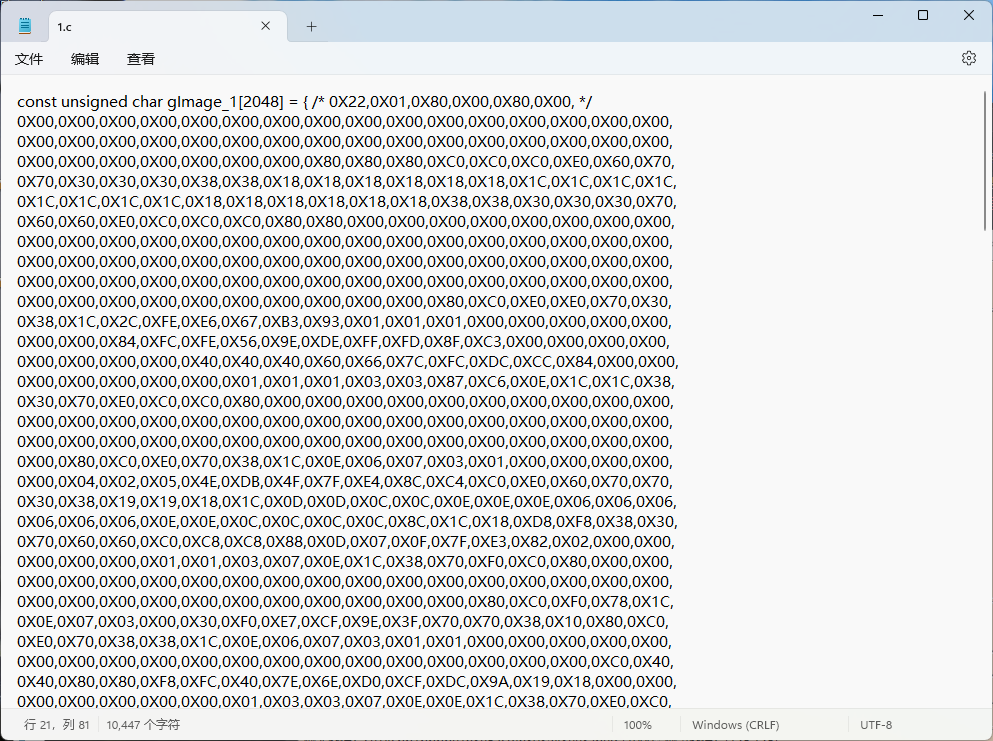 1.c
文件 编辑 查看
const unsigned char gImage_1[2048] = { /* 0X22,0X01,0X80,0X00,0X80,0X00, */
0X00,0X00,0X00,0X00,0X00,0X00,0X00,0X00,0X00,0X00,0X00,0X00,0X00,0X00,0X00,0X00,
0X00,0X00,0X00,0X00,0X00,0X00,0X00,0X00,0X00,0X00,0X00,0X00,0X00,0X00,0X00,0X00,
0X00,0X00,0X00,0X00,0X00,0X00,0X00,0X80,0X80,0X80,0XC0,0XC0,0XC0,0XE0,0X60,0X70,
0X70,0X30,0X30,0X30,0X38,0X38,0X18,0X18,0X18,0X18,0X18,0X18,0X1C,0X1C,0X1C,0X1C,
0X1C,0X1C,0X1C,0X1C,0X18,0X18,0X18,0X18,0X18,0X18,0X38,0X38,0X30,0X30,0X30,0X70,
0X60,0X60,0XE0,0XC0,0XC0,0XC0,0X80,0X80,0X00,0X00,0X00,0X00,0X00,0X00,0X00,0X00,
0X00,0X00,0X00,0X00,0X00,0X00,0X00,0X00,0X00,0X00,0X00,0X00,0X00,0X00,0X00,0X00,
0X00,0X00,0X00,0X00,0X00,0X00,0X00,0X00,0X00,0X00,0X00,0X00,0X00,0X00,0X00,0X00,
0X00,0X00,0X00,0X00,0X00,0X00,0X00,0X00,0X00,0X00,0X00,0X00,0X00,0X00,0X00,0X00,
0X00,0X00,0X00,0X00,0X00,0X00,0X00,0X00,0X00,0X00,0X80,0XC0,0XE0,0XE0,0X70,0X30,
0X38,0X1C,0X2C,0XFE,0XE6,0X67,0XB3,0X93,0X01,0X01,0X01,0X00,0X00,0X00,0X00,0X00,
0X00,0X00,0X84,0XFC,0XFE,0X56,0X9E,0XDE,0XFF,0XFD,0X8F,0XC3,0X00,0X00,0X00,0X00,
0X00,0X00,0X00,0X00,0X40,0X40,0X40,0X60,0X66,0X7C,0XFC,0XDC,0XCC,0X84,0X00,0X00,
0X00,0X00,0X00,0X00,0X00,0X01,0X01,0X01,0X03,0X03,0X87,0XC6,0X0E,0X1C,0X1C,0X38,
0X30,0X70,0XE0,0XC0,0XC0,0X80,0X00,0X00,0X00,0X00,0X00,0X00,0X00,0X00,0X00,0X00,
0X00,0X00,0X00,0X00,0X00,0X00,0X00,0X00,0X00,0X00,0X00,0X00,0X00,0X00,0X00,0X00,
0X00,0X00,0X00,0X00,0X00,0X00,0X00,0X00,0X00,0X00,0X00,0X00,0X00,0X00,0X00,0X00,
0X00,0X80,0XC0,0XE0,0X70,0X38,0X1C,0X0E,0X06,0X07,0X03,0X01,0X00,0X00,0X00,0X00,
0X00,0X04,0X02,0X05,0X4E,0XDB,0X4F,0X7F,0XE4,0X8C,0XC4,0XC0,0XE0,0X60,0X70,0X70,
0X30,0X38,0X19,0X19,0X18,0X1C,0X0D,0X0D,0X0C,0X0C,0X0E,0X0E,0X0E,0X06,0X06,0X06,
0X06,0X06,0X06,0X0E,0X0E,0X0C,0X0C,0X0C,0X0C,0X8C,0X1C,0X18,0XD8,0XF8,0X38,0X30,
0X70,0X60,0X60,0XC0,0XC8,0XC8,0X88,0X0D,0X07,0X0F,0X7F,0XE3,0X82,0X02,0X00,0X00,
0X00,0X00,0X00,0X01,0X01,0X03,0X07,0X0E,0X1C,0X38,0X70,0XF0,0XC0,0X80,0X00,0X00,
0X00,0X00,0X00,0X00,0X00,0X00,0X00,0X00,0X00,0X00,0X00,0X00,0X00,0X00,0X00,0X00,
0X00,0X00,0X00,0X00,0X00,0X00,0X00,0X00,0X00,0X00,0X00,0X80,0XC0,0XF0,0X78,0X1C,
0X0E,0X07,0X03,0X00,0X30,0XF0,0XE7,0XCF,0X9E,0X3F,0X70,0X70,0X38,0X10,0X80,0XC0,
0XE0,0X70,0X38,0X38,0X1C,0X0E,0X06,0X07,0X03,0X01,0X01,0X00,0X00,0X00,0X00,0X00,
0X00,0X00,0X00,0X00,0X00,0X00,0X00,0X00,0X00,0X00,0X00,0X00,0X00,0X00,0XC0,0X40,
0X40,0X80,0X80,0XF8,0XFC,0X40,0X7E,0X6E,0XD0,0XCF,0XDC,0X9A,0X19,0X18,0X00,0X00,
0X00,0X00,0X00,0X00,0X01,0X03,0X03,0X07,0X0E,0X0E,0X1C,0X38,0X70,0XE0,0XC0,
行 21，列 81 10,447 个字符 100% Windows (CRLF) UTF-8